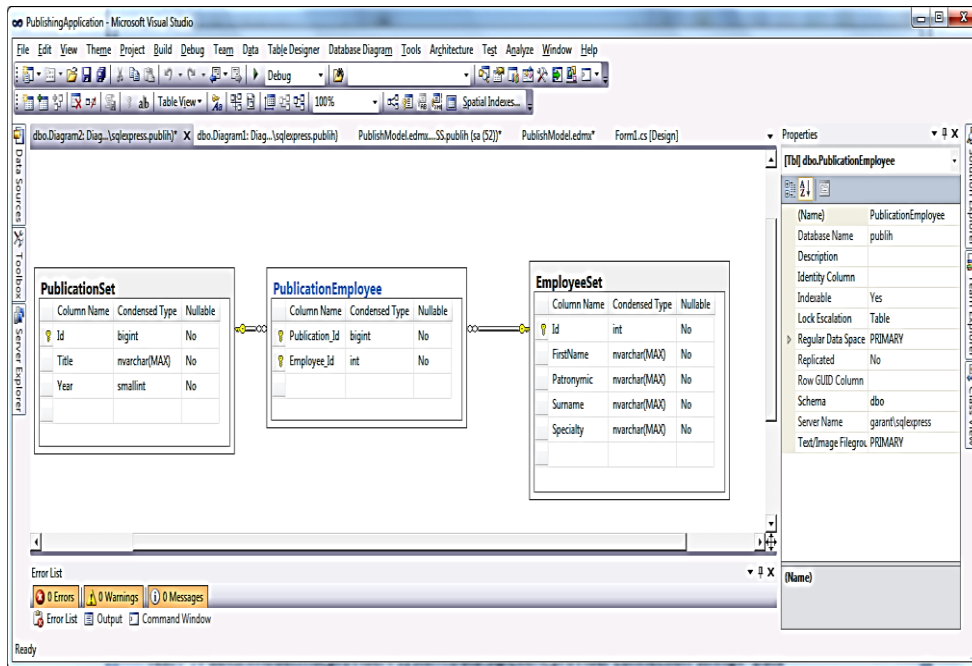 PublishingApplication - Microsoft Visual Studio
File Edit View Theme Project Build Debug Team Data Table Designer Database Diagram Tools Architecture Test Analyze Window Help
Debug
ab Table View 100% Spatial Indexes...
dbo.Diagram2: Diag...\sqlexpress.publih)* X dbo.Diagram1: Diag...\sqlexpress.publih) PublishModel.edmx....SS.publih (sa (52))* PublishModel.edmx* Form1.cs [Design]
Data Sources
Toolbox
Server Explorer
PublicationSet
Column Name Condensed Type Nullable
Id bigint No
Title nvarchar(MAX) No
Year smallint No
PublicationEmployee
Column Name Condensed Type Nullable
Publication_Id bigint No
Employee_Id int No
EmployeeSet
Column Name Condensed Type Nullable
Id int No
FirstName nvarchar(MAX) No
Patronymic nvarchar(MAX) No
Surname nvarchar(MAX) No
Specialty nvarchar(MAX) No
Properties
[Tbl] dbo.PublicationEmployee
(Name) PublicationEmployee
Database Name publih
Description
Identity Column
Indexable Yes
Lock Escalation Table
Regular Data Space PRIMARY
Replicated No
Row GUID Column
Schema dbo
Server Name garant\sqlexpress
Text/Image Filegrou PRIMARY
(Name)
Error List
0 Errors 0 Warnings 0 Messages
Error List Output Command Window
Ready